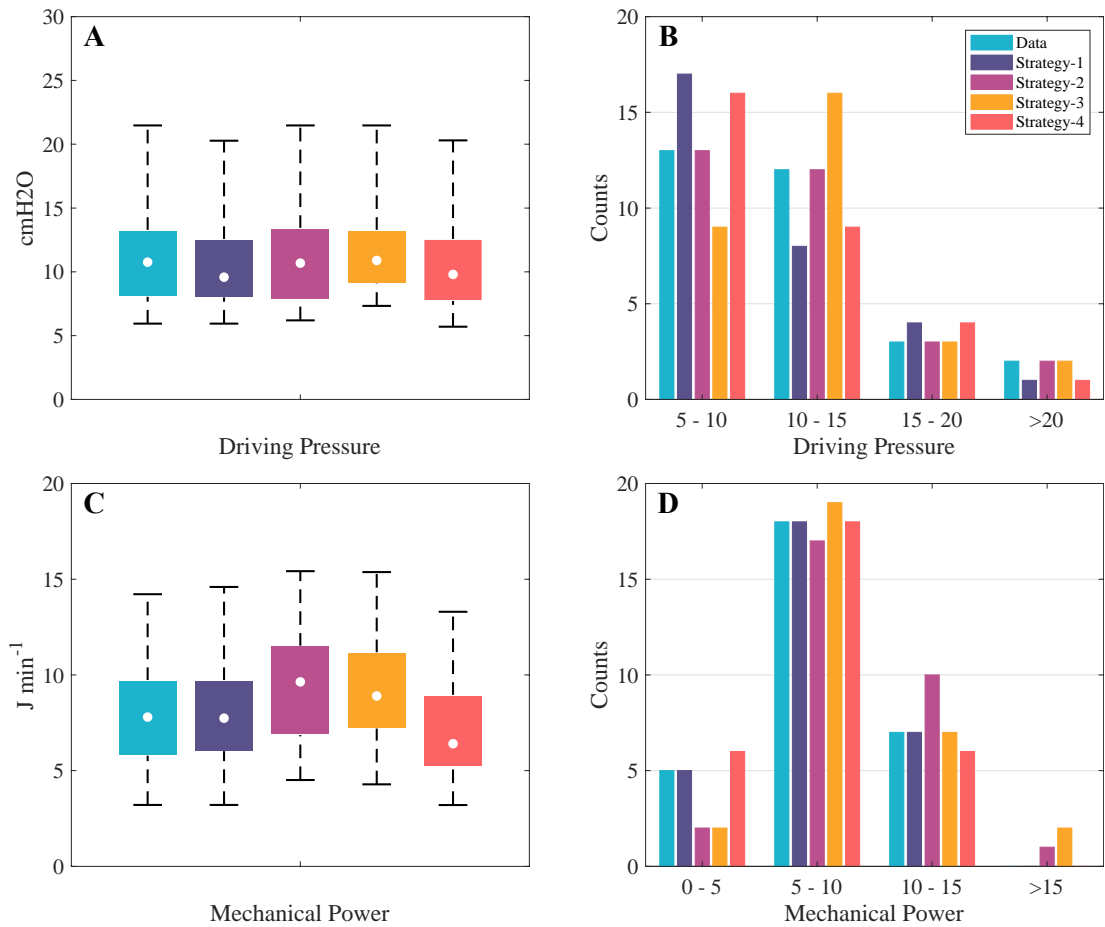 A
30
25
20
15
10
5
0
cmH2O
Driving Pressure
B
20
15
10
5
0
Counts
Data
Strategy-1
Strategy-2
Strategy-3
Strategy-4
5 - 10
10 - 15
15 - 20
>20
Driving Pressure
C
20
15
10
5
0
J min-1
Mechanical Power
D
20
15
10
5
0
Counts
0 - 5
5 - 10
10 - 15
>15
Mechanical Power